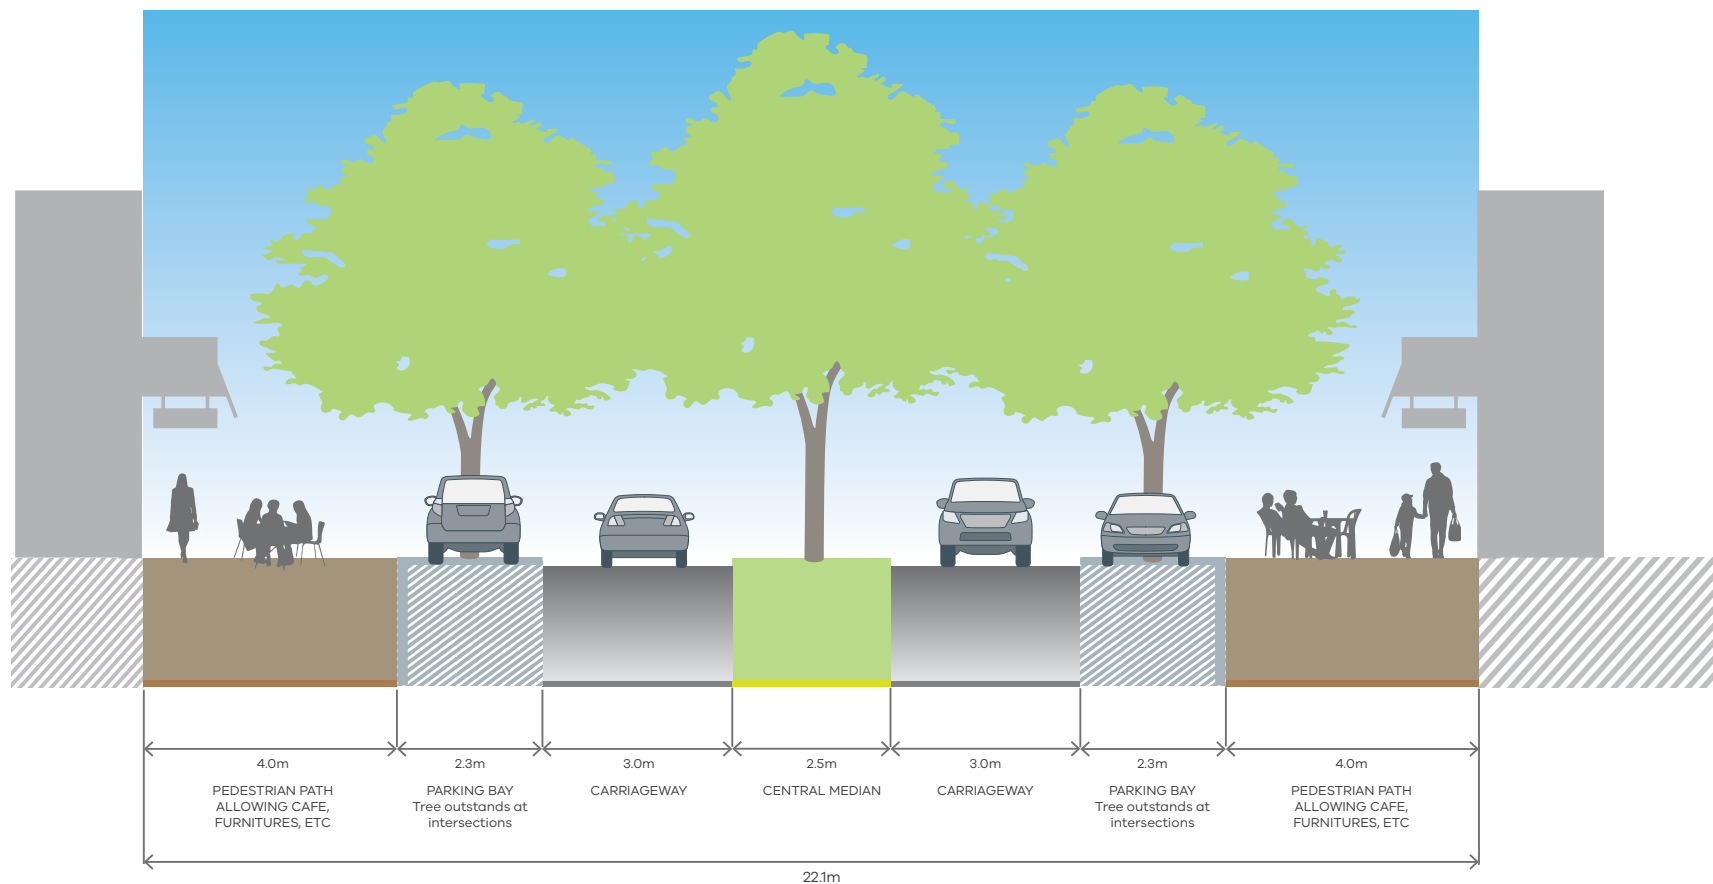 4.0m
2.3m
3.0m
2.5m
3.0m
2.3m
4.0m
PEDESTRIAN PATH
ALLOWING CAFE,
FURNITURES, ETC
PARKING BAY
Tree outstands at
intersections
CARRIAGEWAY
CENTRAL MEDIAN
CARRIAGEWAY
PARKING BAY
Tree outstands at
intersections
PEDESTRIAN PATH
ALLOWING CAFE,
FURNITURES, ETC
22.1m